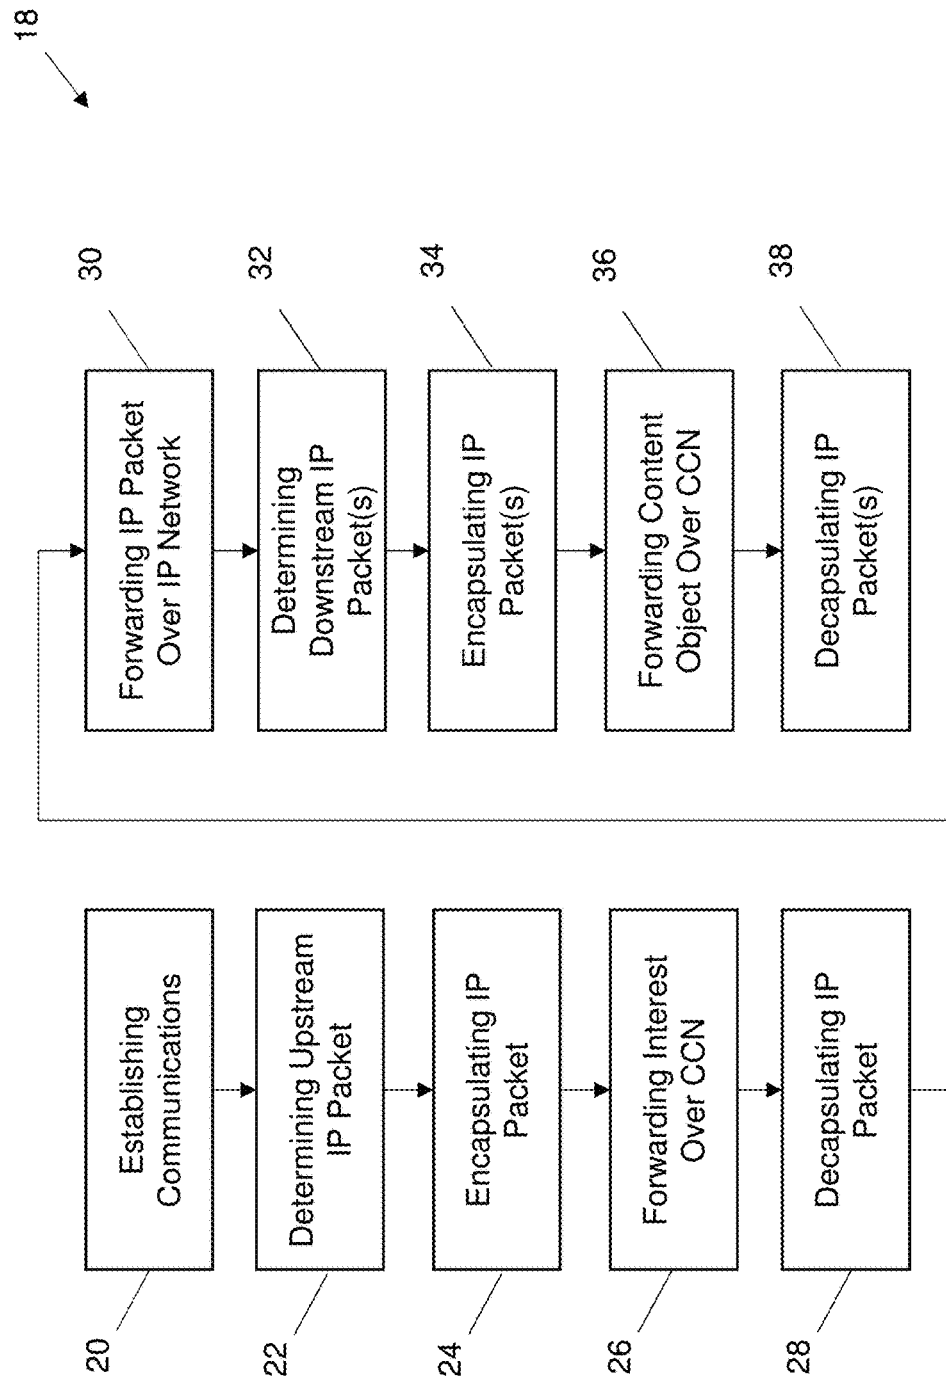 18
20
Establishing
Communications
22
Determining Upstream
IP Packet
24
Encapsulating IP
Packet
26
Forwarding Interest
Over CCN
28
Decapsulating IP
Packet
30
Forwarding IP Packet
Over IP Network
32
Determining
Downstream IP
Packet(s)
34
Encapsulating IP
Packet(s)
36
Forwarding Content
Object Over CCN
38
Decapsulating IP
Packet(s)